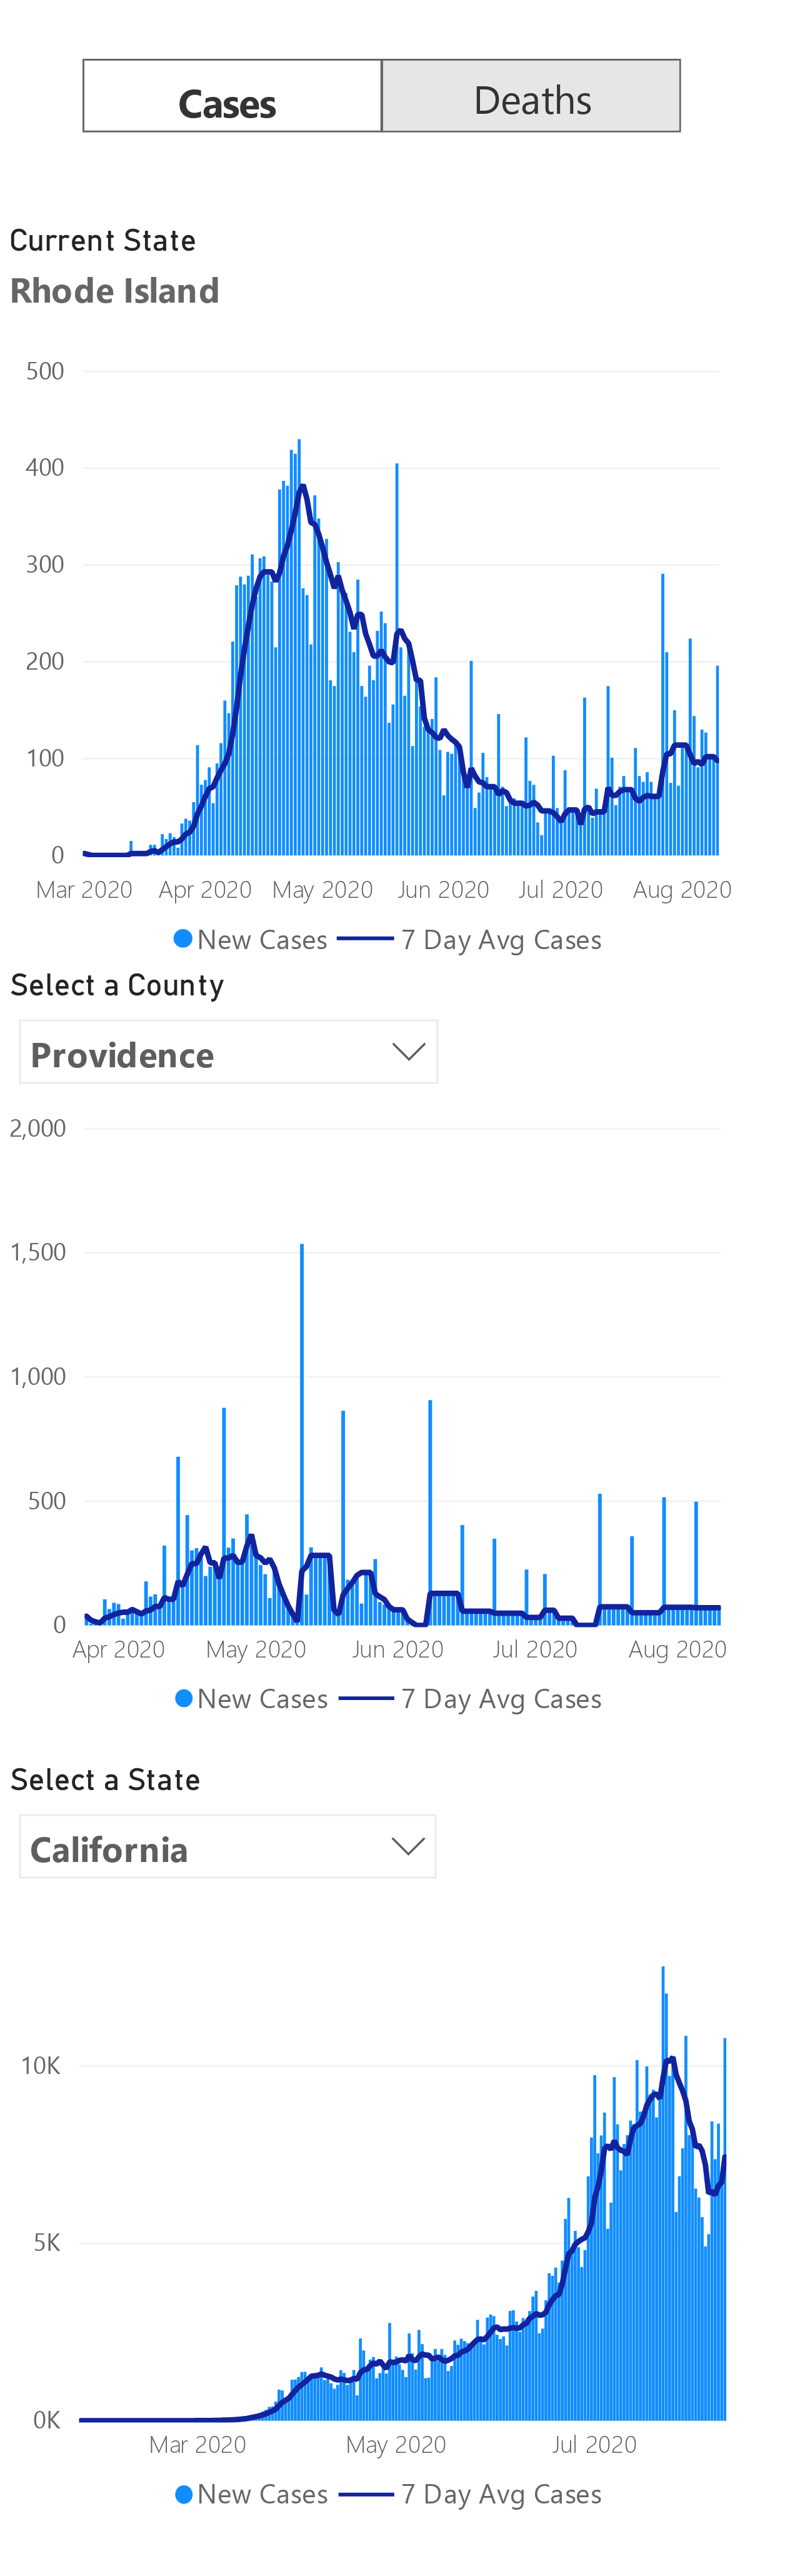 Cases Deaths
Current State
Rhode Island
500
400
300
200
100
0
Mar 2020 Apr 2020 May 2020 Jun 2020 Jul 2020 Aug 2020
New Cases 7 Day Avg Cases
Select a County
Providence
2,000
1,500
1,000
500
0
Apr 2020 May 2020 Jun 2020 Jul 2020 Aug 2020
New Cases 7 Day Avg Cases
Select a State
California
10K
5K
0K
Mar 2020 May 2020 Jul 2020
New Cases 7 Day Avg Cases